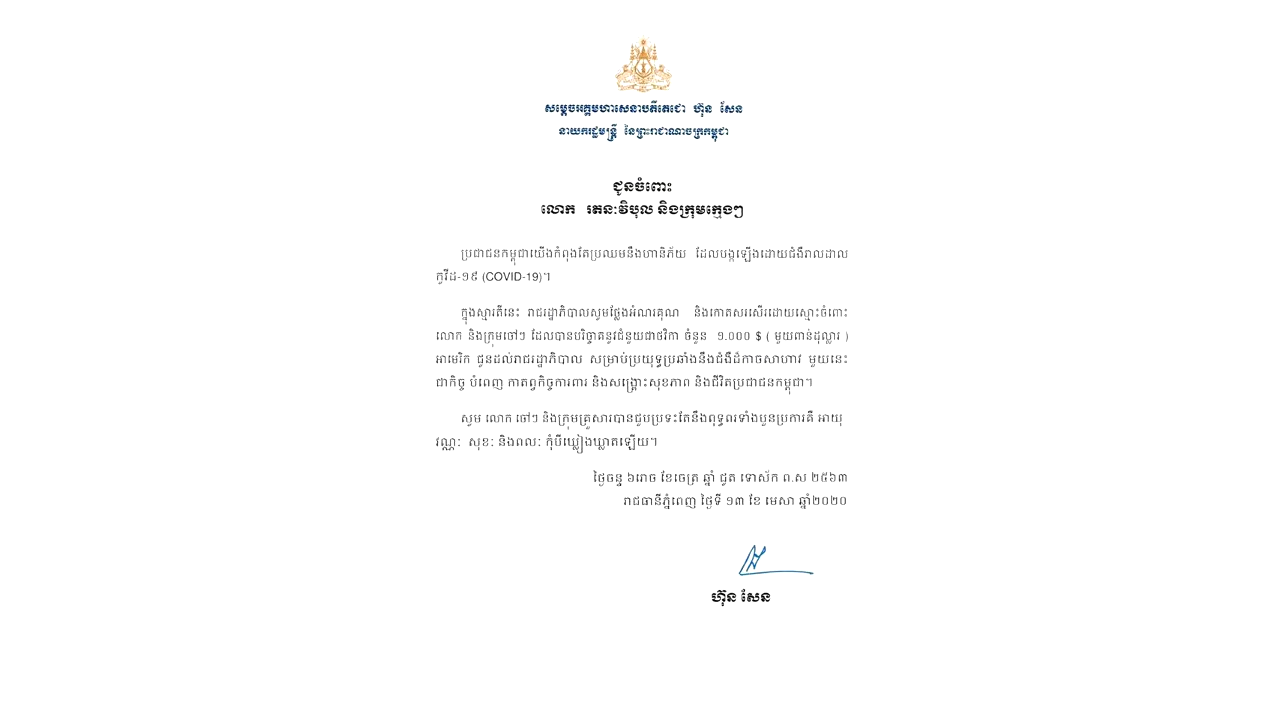 សម្តេចអគ្គមហាសេនាបតីតេជោ ហ៊ុន សែន
នាយករដ្ឋមន្ត្រី នៃព្រះរាជាណាចក្រកម្ពុជា
ជូនចំពោះ
លោក រតនៈវិបុល និងក្រុមក្មេងៗ
ប្រជាជនកម្ពុជាយើងកំពុងតែប្រឈមនឹងហានិភ័យ ដែលបង្កឡើងដោយជំងឺរាលដាល
កូវីដ-១៩ (COVID-19)។
ក្នុងស្មារតីនេះ រាជរដ្ឋាភិបាលសូមថ្លែងអំណរគុណ និងកោតសរសើរដោយស្មោះចំពោះ
លោក និងក្រុមចៅៗ ដែលបានបរិច្ចាគនូវជំនួយជាថវិកា ចំនួន ១.០០០ $ ( មួយពាន់ដុល្លារ )
អាមេរិក ជូនដល់រាជរដ្ឋាភិបាល សម្រាប់ប្រយុទ្ធប្រឆាំងនឹងជំងឺដ៏កាចសាហាវ មួយនេះ
ជាកិច្ច បំពេញ កាតព្វកិច្ចការពារ និងសង្គ្រោះសុខភាព និងជីវិតប្រជាជនកម្ពុជា។
សូម លោក ចៅៗ និងក្រុមគ្រួសារបានជួបប្រទះតែនឹងពុទ្ធពរទាំងបួនប្រការគឺ អាយុ
វណ្ណៈ សុខៈ និងពលៈ កុំបីឃ្លៀងឃ្លាតឡើយ។
ថ្ងៃចន្ទ ៦រោច ខែចេត្រ ឆ្នាំ ជូត ទោស័ក ព.ស ២៥៦៣
រាជធានីភ្នំពេញ ថ្ងៃទី ១៣ ខែ មេសា ឆ្នាំ២០២០
ហ៊ុន សែន